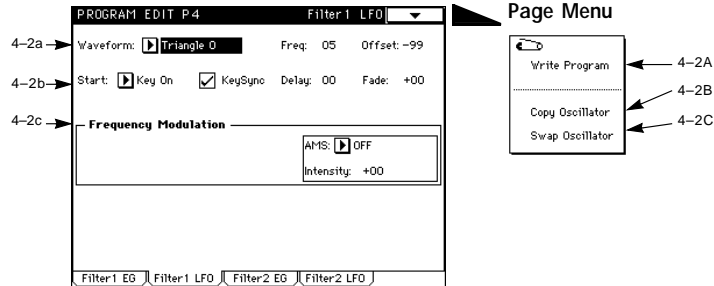 PROGRAM EDIT P4 Filter1 LFO
Page Menu
4-2a
Waveform: Triangle 0 Freq: 05 Offset: -99
4-2b
Start: Key On KeySync Delay: 00 Fade: +00
4-2c
Frequency Modulation
AMS: OFF
Intensity: +00
Filter1 EG Filter1 LFO Filter2 EG Filter2 LFO
Write Program
4-2A
4-2B
Copy Oscillator
4-2C
Swap Oscillator